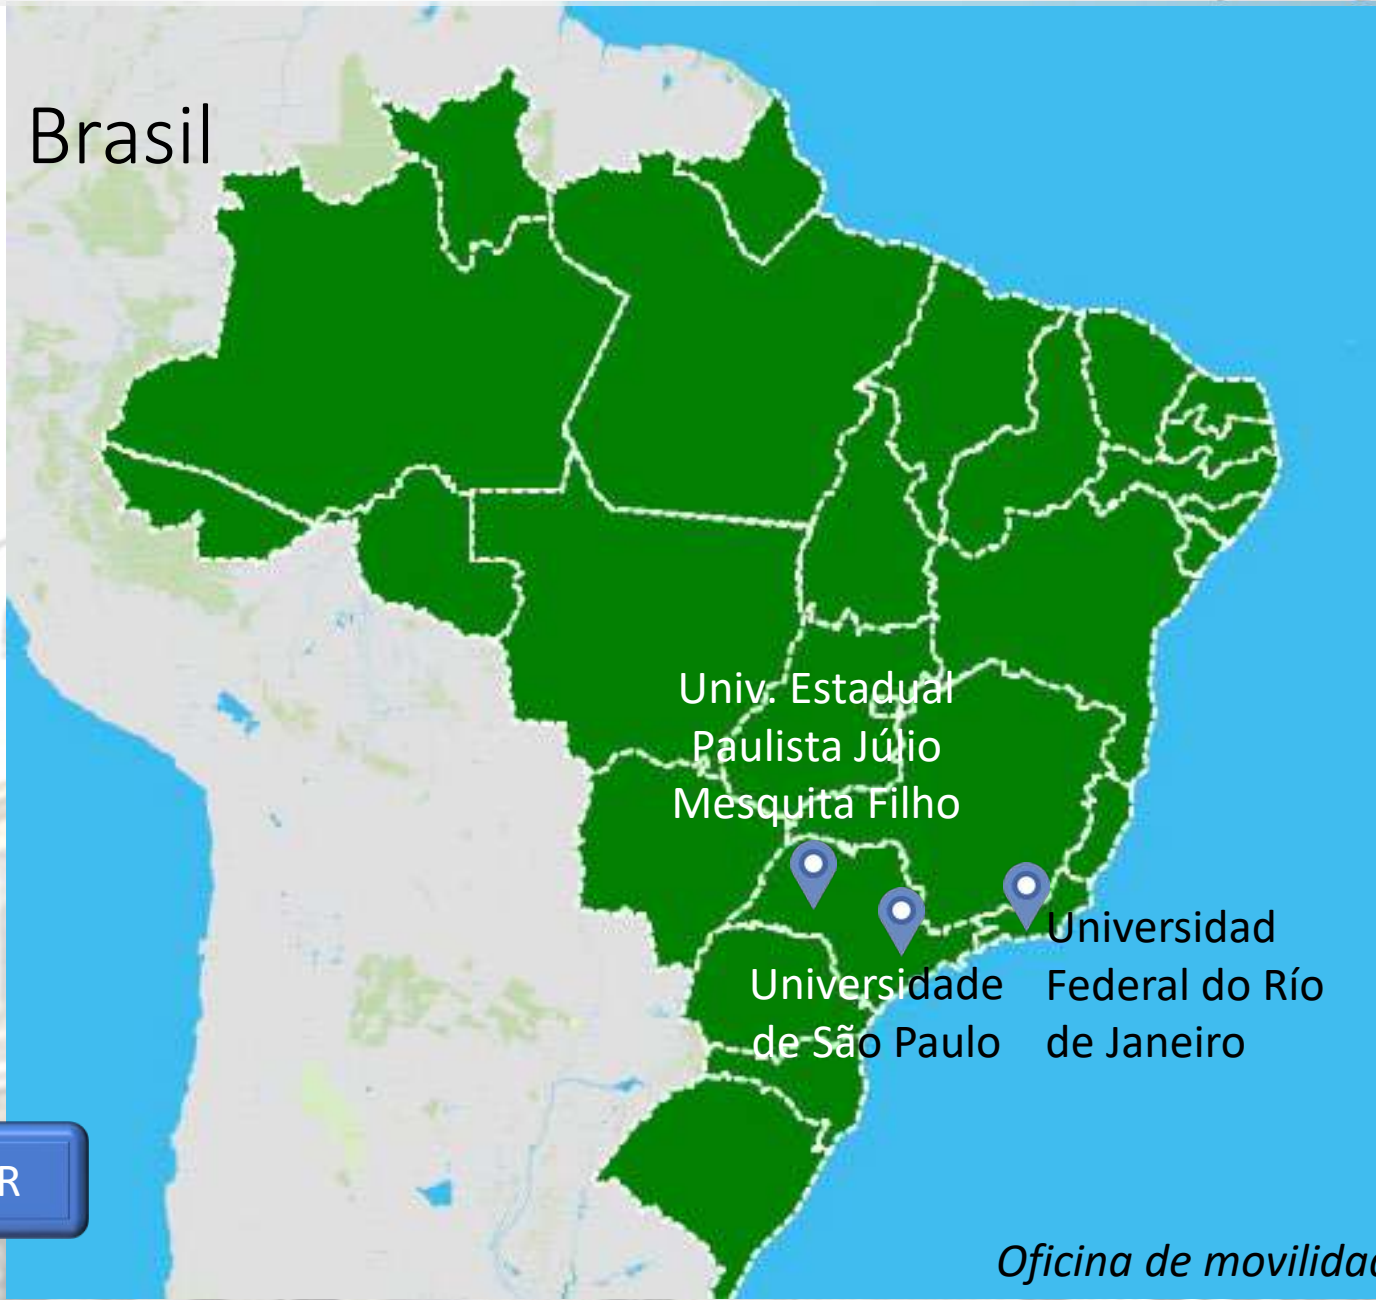 Brasil
Univ. Estadual
Paulista Júlio
Mesquita Filho
Universidade
de São Paulo
Universidad
Federal do Río
de Janeiro
R
Oficina de movilidad